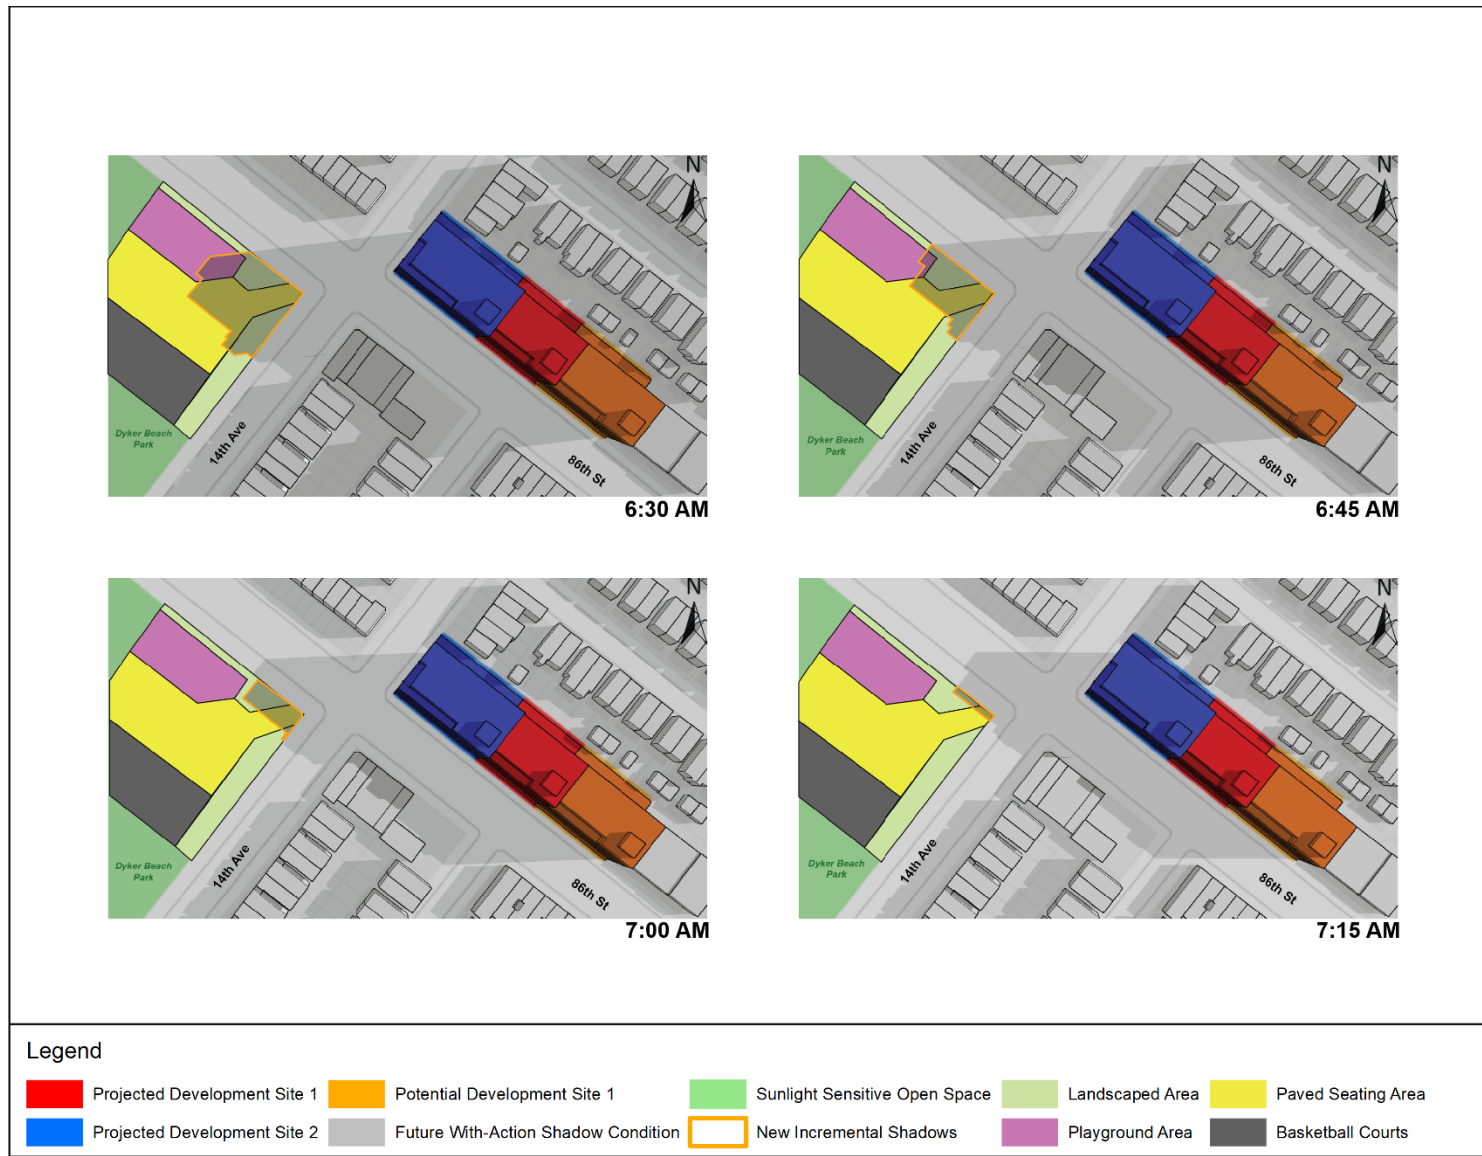 N
Dyker Beach
Park
14th Ave
86th St
6:30 AM
N
Dyker Beach
Park
14th Ave
86th St
6:45 AM
N
Dyker Beach
Park
14th Ave
86th St
7:00 AM
N
Dyker Beach
Park
14th Ave
86th St
7:15 AM
Legend
Projected Development Site 1
Potential Development Site 1
Sunlight Sensitive Open Space
Landscaped Area
Paved Seating Area
Projected Development Site 2
Future With-Action Shadow Condition
New Incremental Shadows
Playground Area
Basketball Courts